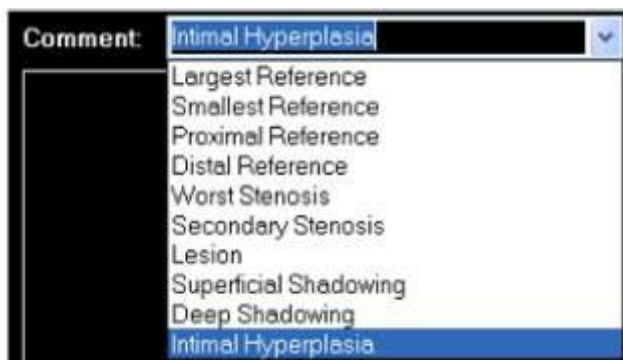 Comment: Intimal Hyperplasia
Largest Reference
Smallest Reference
Proximal Reference
Distal Reference
Worst Stenosis
Secondary Stenosis
Lesion
Superficial Shadowing
Deep Shadowing
Intimal Hyperplasia